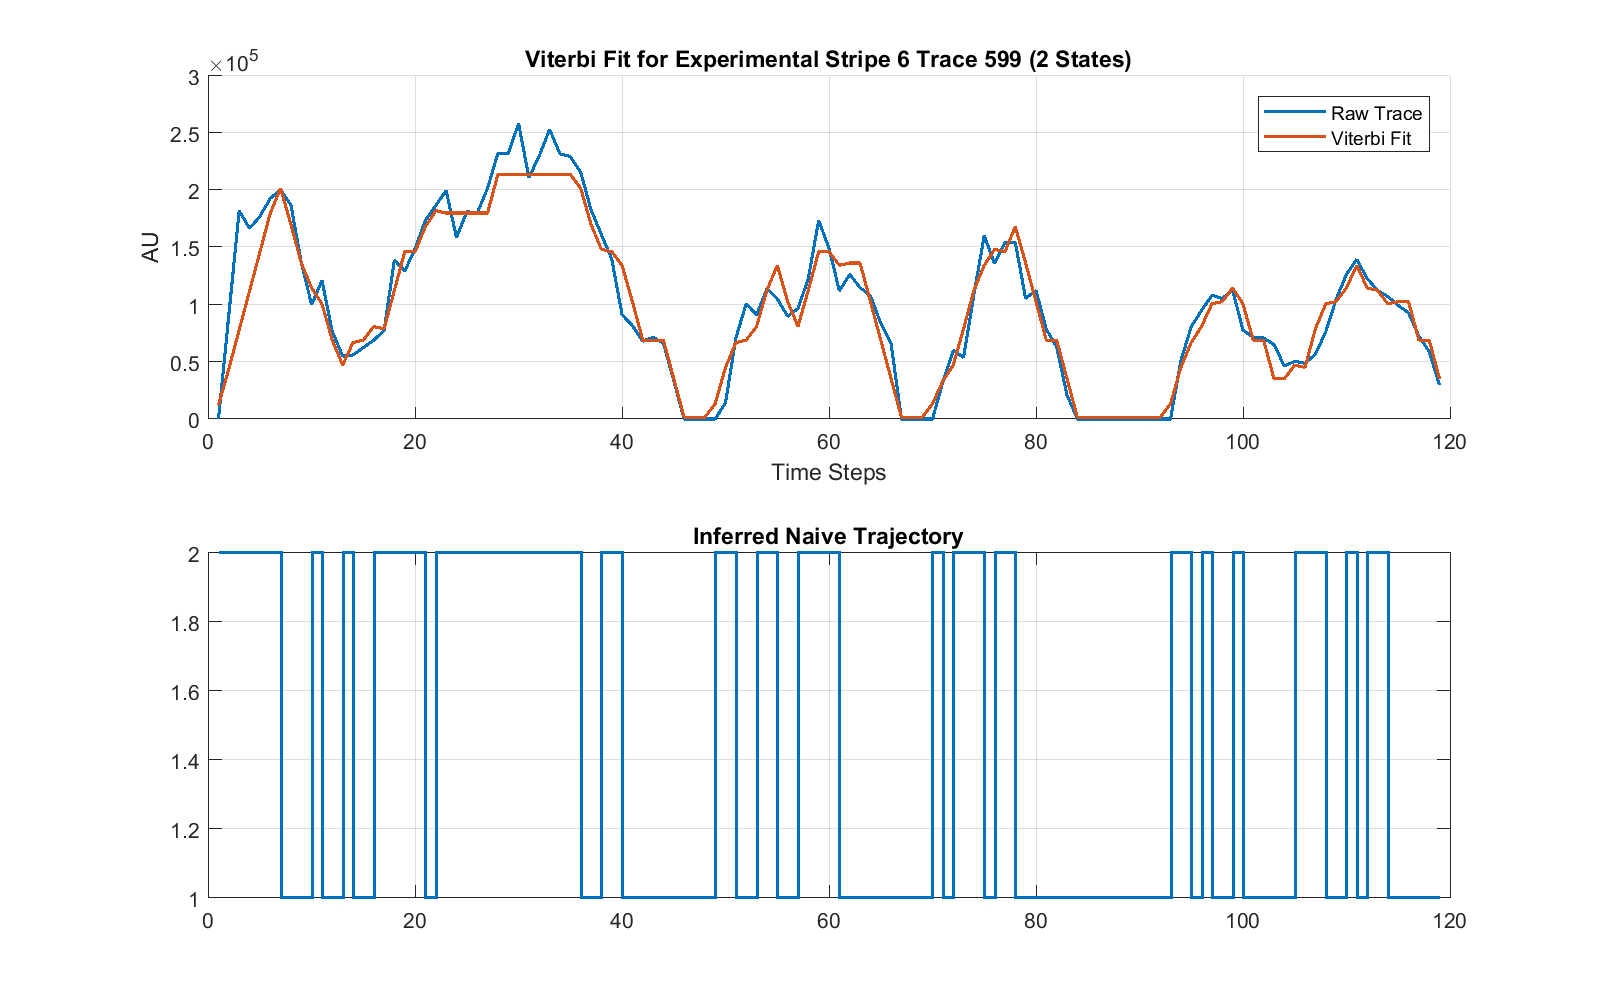 Viterbi Fit for Experimental Stripe 6 Trace 599 (2 States)
×10^5
3
2.5
2
1.5
1
0.5
0
AU
Raw Trace
Viterbi Fit
0 20 40 60 80 100 120
Time Steps
Inferred Naive Trajectory
2
1.8
1.6
1.4
1.2
1
0 20 40 60 80 100 120